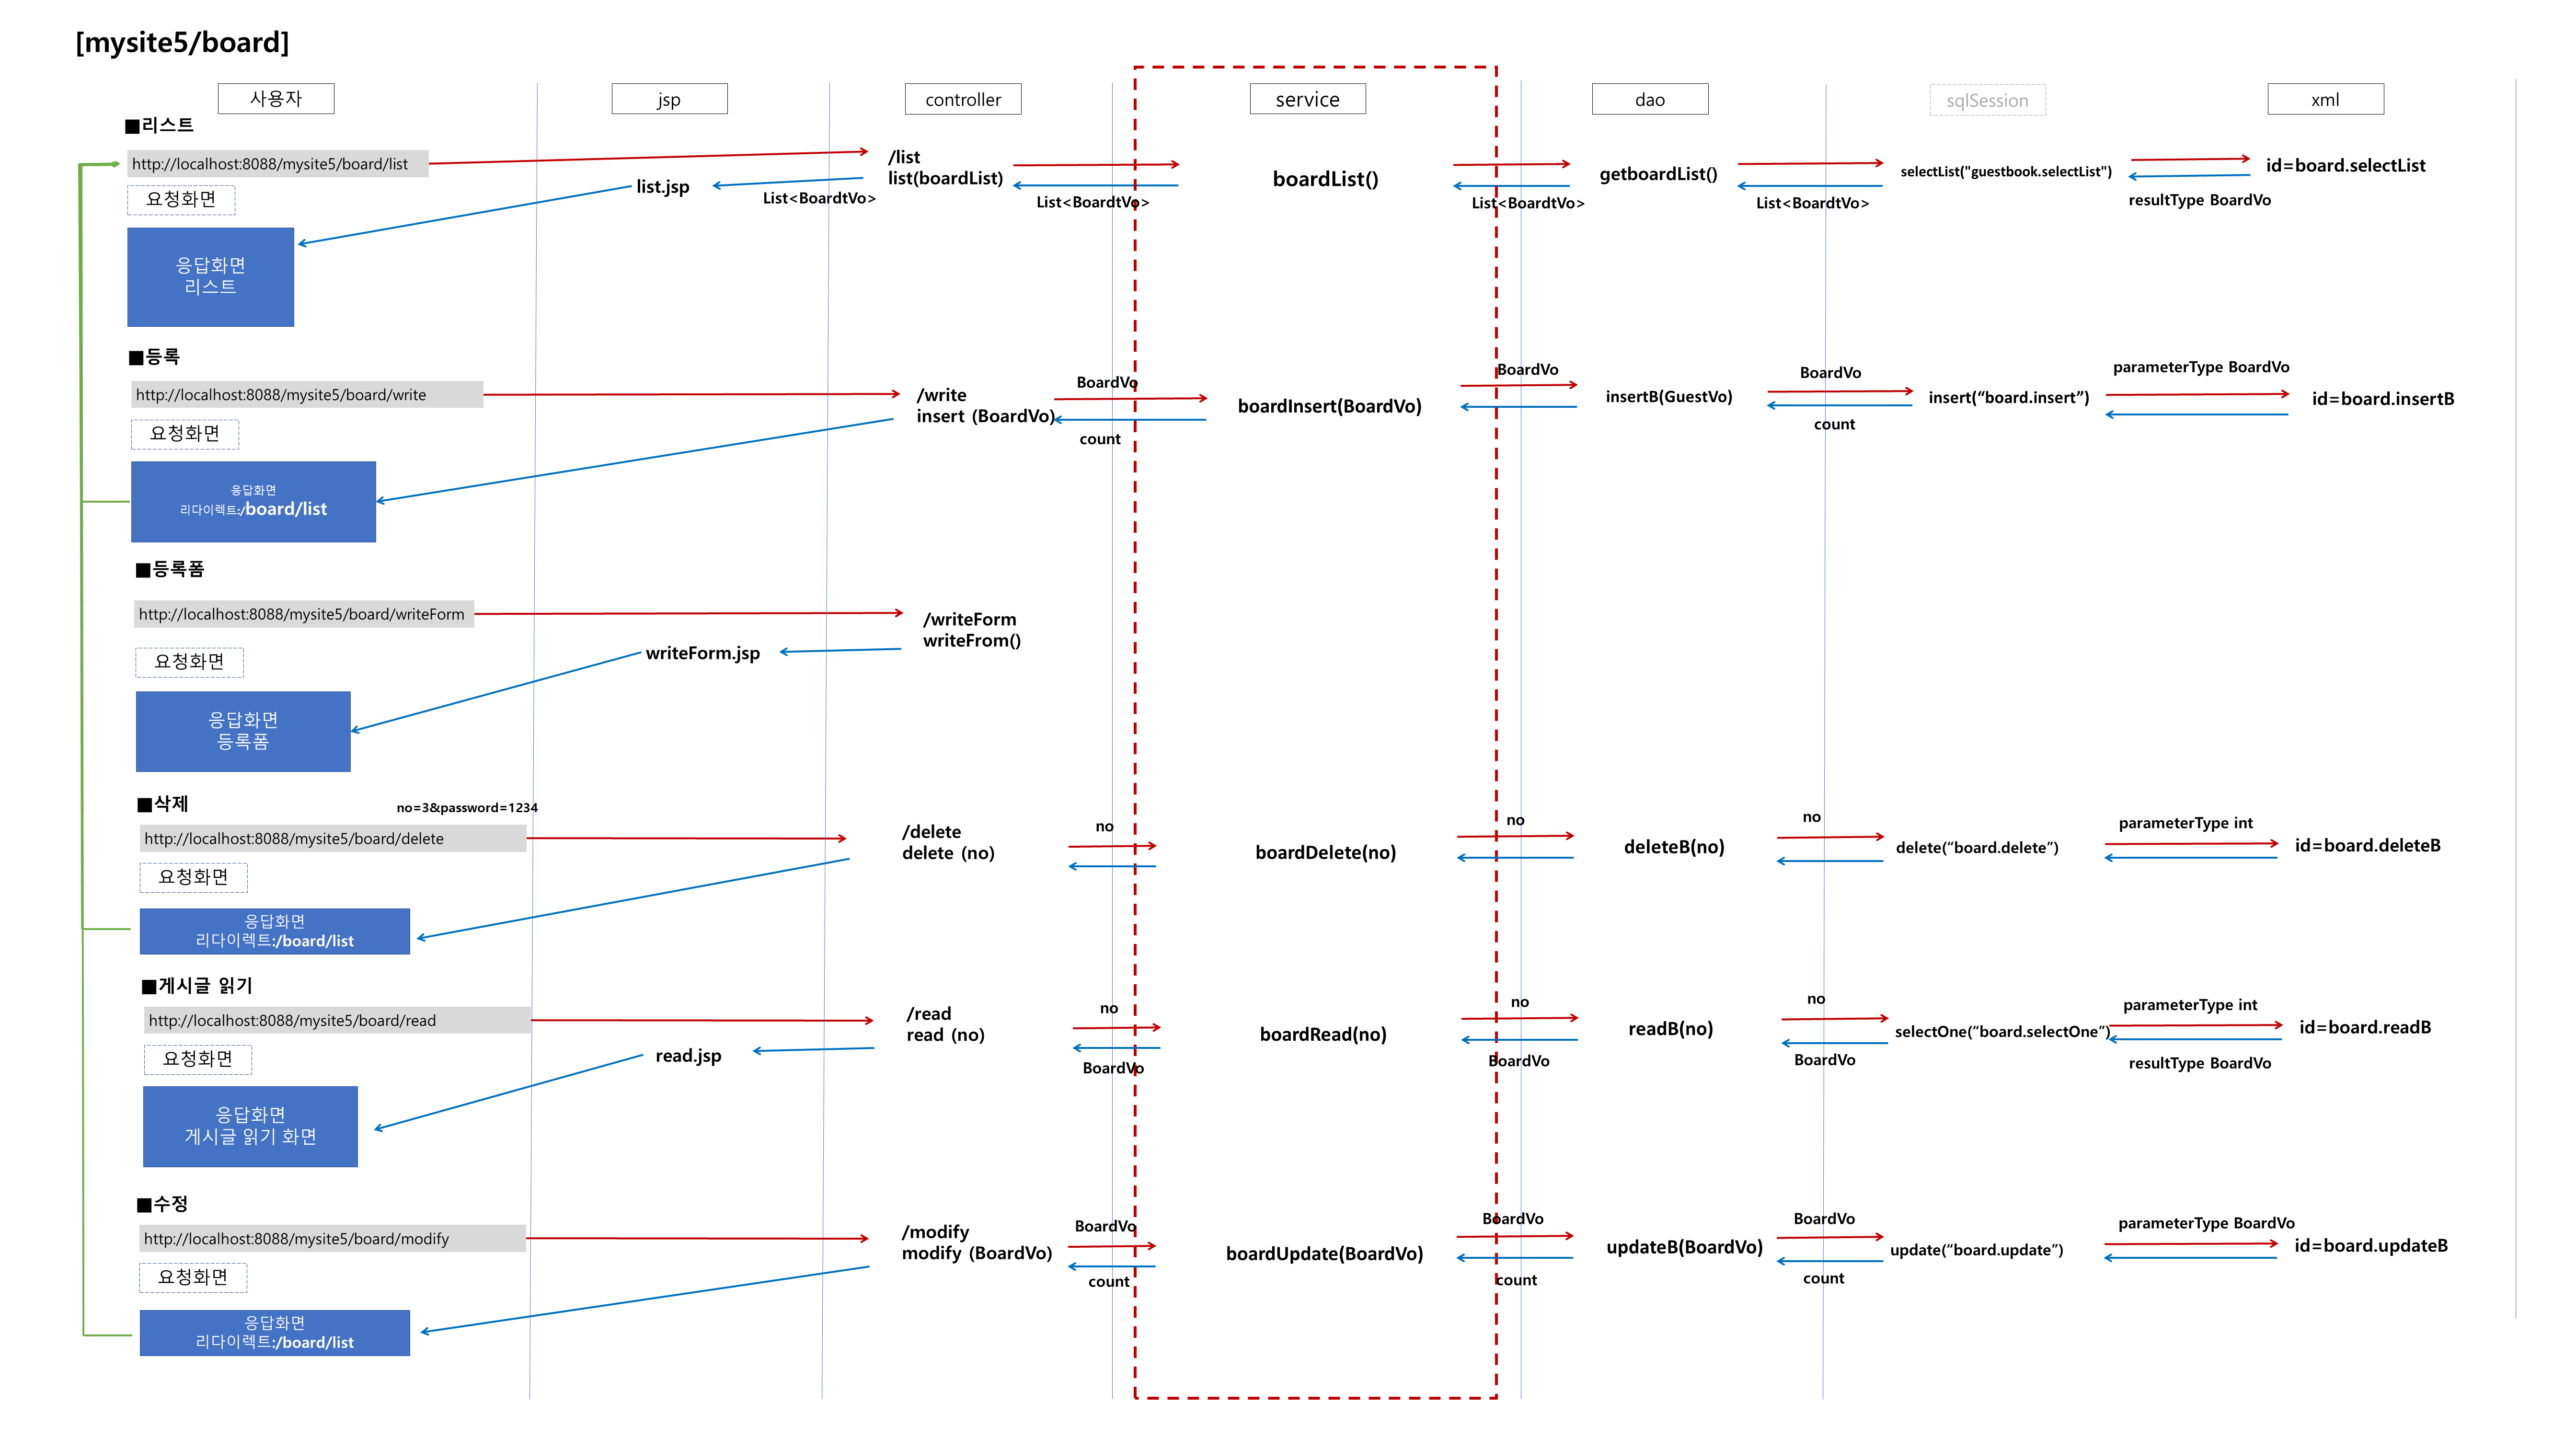 [mysite5/board]
사용자
jsp
controller
service
dao
sqlSession
xml
■리스트
http://localhost:8088/mysite5/board/list
요청화면
응답화면
리스트
list.jsp
List<BoardtVo>
/list
list(boardList)
List<BoardtVo>
boardList()
List<BoardtVo>
getboardList()
List<BoardtVo>
selectList("guestbook.selectList")
resultType BoardVo
id=board.selectList
■등록
http://localhost:8088/mysite5/board/write
요청화면
응답화면
리다이렉트:/board/list
/write
insert (BoardVo)
BoardVo
count
boardInsert(BoardVo)
BoardVo
insertB(GuestVo)
BoardVo
count
insert(“board.insert”)
parameterType BoardVo
id=board.insertB
■등록폼
http://localhost:8088/mysite5/board/writeForm
요청화면
응답화면
등록폼
writeForm.jsp
/writeForm
writeFrom()
■삭제
no=3&password=1234
http://localhost:8088/mysite5/board/delete
요청화면
응답화면
리다이렉트:/board/list
/delete
delete (no)
no
boardDelete(no)
no
deleteB(no)
no
delete(“board.delete”)
parameterType int
id=board.deleteB
■게시글 읽기
http://localhost:8088/mysite5/board/read
요청화면
응답화면
게시글 읽기 화면
read.jsp
/read
read (no)
no
BoardVo
boardRead(no)
no
BoardVo
readB(no)
no
BoardVo
selectOne(“board.selectOne”)
parameterType int
resultType BoardVo
id=board.readB
■수정
http://localhost:8088/mysite5/board/modify
요청화면
응답화면
리다이렉트:/board/list
/modify
modify (BoardVo)
BoardVo
count
boardUpdate(BoardVo)
BoardVo
count
updateB(BoardVo)
BoardVo
count
update(“board.update”)
parameterType BoardVo
id=board.updateB